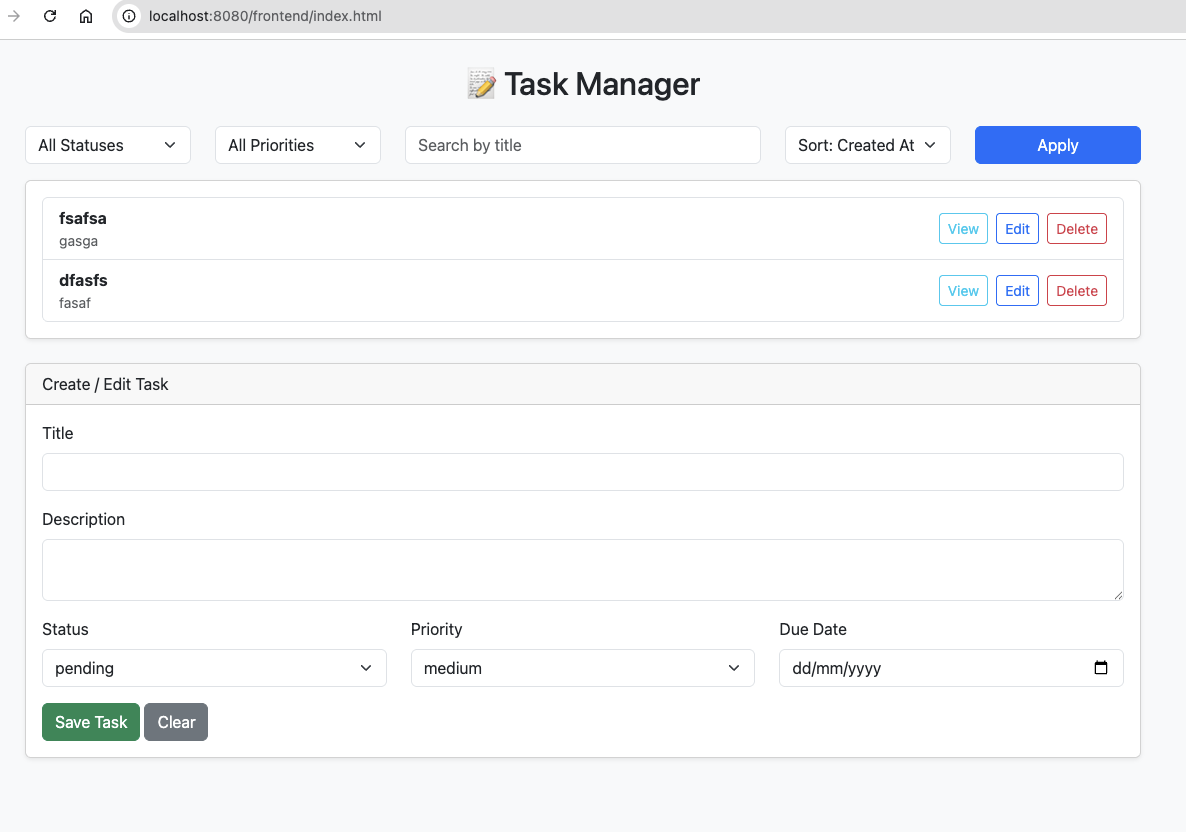 localhost:8080/frontend/index.html
Task Manager
All Statuses All Priorities Search by title Sort: Created At Apply
fsafsa
gasga
View Edit Delete
dfasfs
fasaf
View Edit Delete
Create / Edit Task
Title
Description
Status Priority Due Date
pending medium dd/mm/yyyy
Save Task Clear